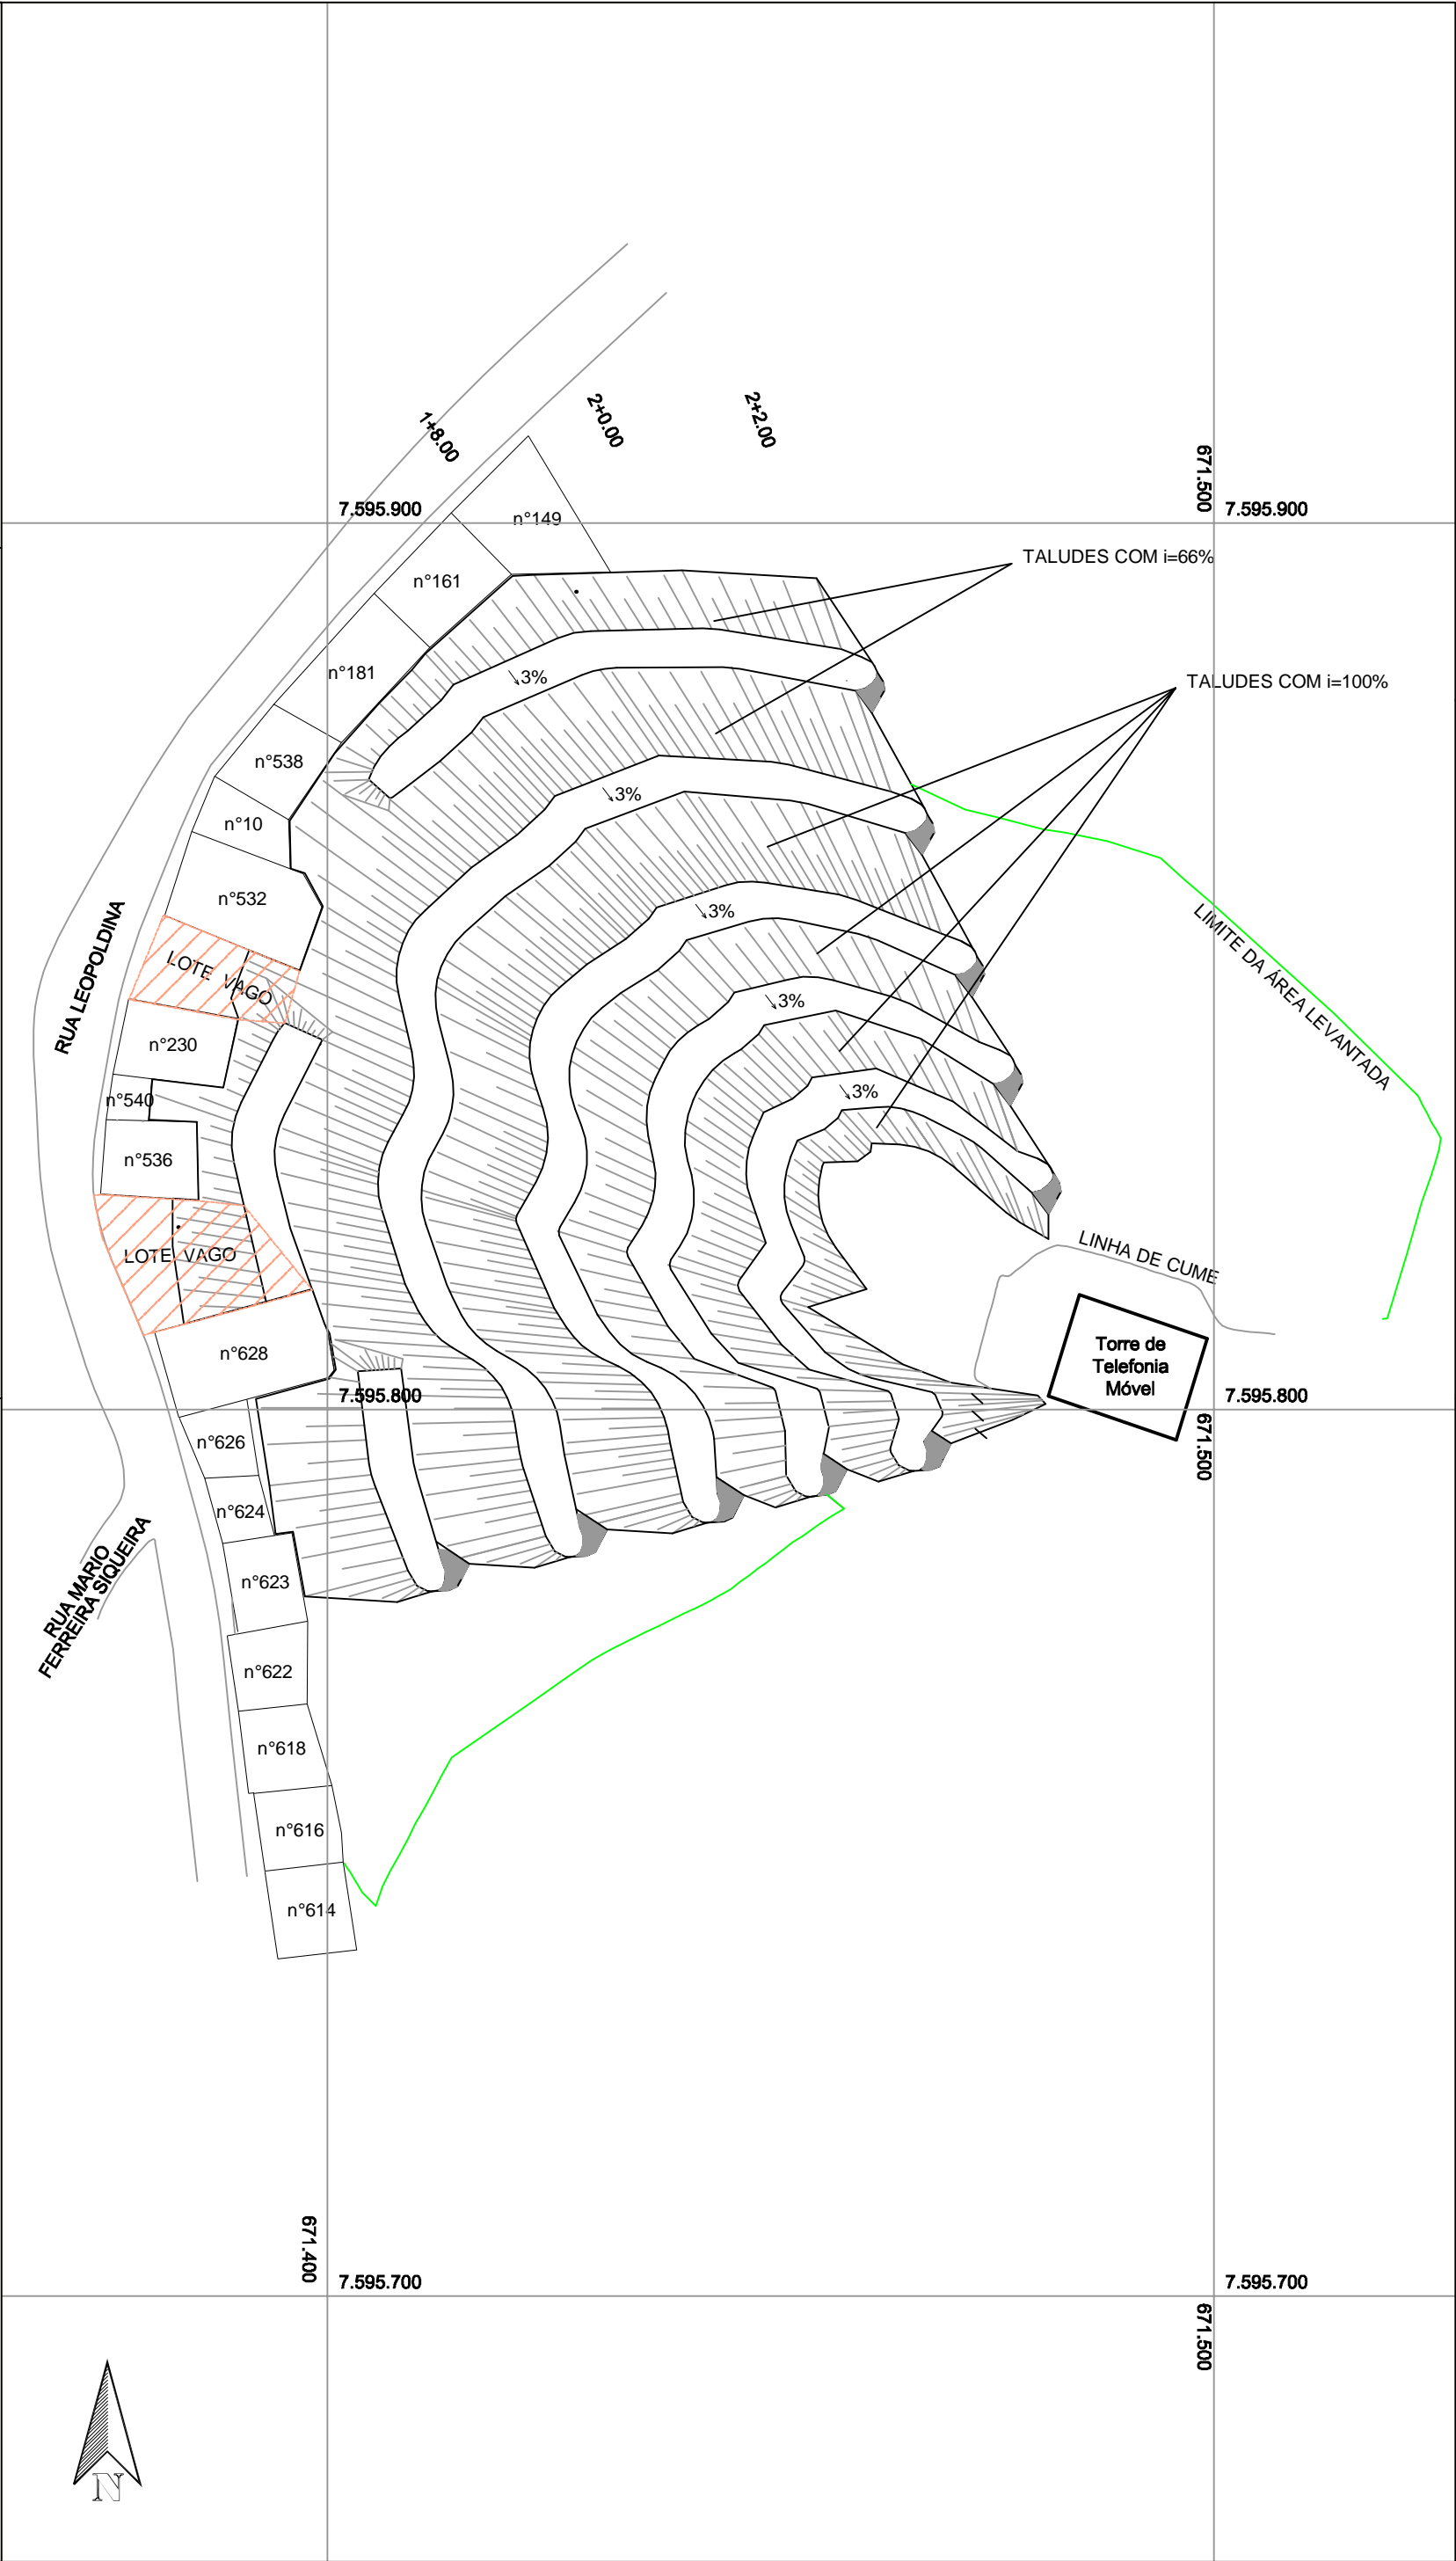 1+8.00
2+0.00
2+2.00
671.500
7.595.900
7.595.900
n°149
TALUDES COM i=66%
n°161
n°181
↘3%
TALUDES COM i=100%
n°538
↘3%
n°10
n°532
↘3%
LIMITE DA ÁREA LEVANTADA
RUA LEOPOLDINA
LOTE VAGO
↘3%
n°230
n°540
↘3%
n°536
LOTE VAGO
LINHA DE CUME
n°628
Torre de
Telefonia
Móvel
7.595.800
7.595.800
671.500
n°626
n°624
RUA MARIO
FERREIRA SIQUEIRA
n°623
n°622
n°618
n°616
n°614
671.400
7.595.700
7.595.700
671.500
N